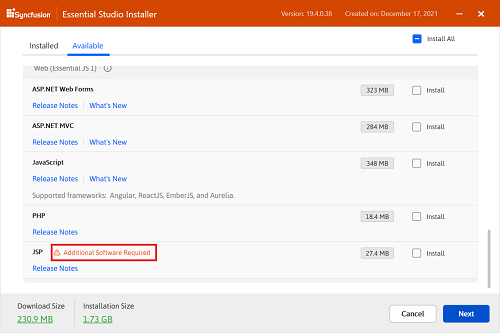 Syncfusion Essential Studio Installer Version: 19.4.0.38 Created on: December 17, 2021
Installed Available Install All
Web (Essential JS 1)
ASP.NET Web Forms 323 MB Install
Release Notes What's New
ASP.NET MVC 284 MB Install
Release Notes What's New
JavaScript 348 MB Install
Release Notes What's New
Supported frameworks: Angular, ReactJS, EmberJS, and Aurelia.
PHP 18.4 MB Install
Release Notes
JSP Additional Software Required 27.4 MB Install
Release Notes
Download Size Installation Size
230.9 MB 1.73 GB
Cancel Next